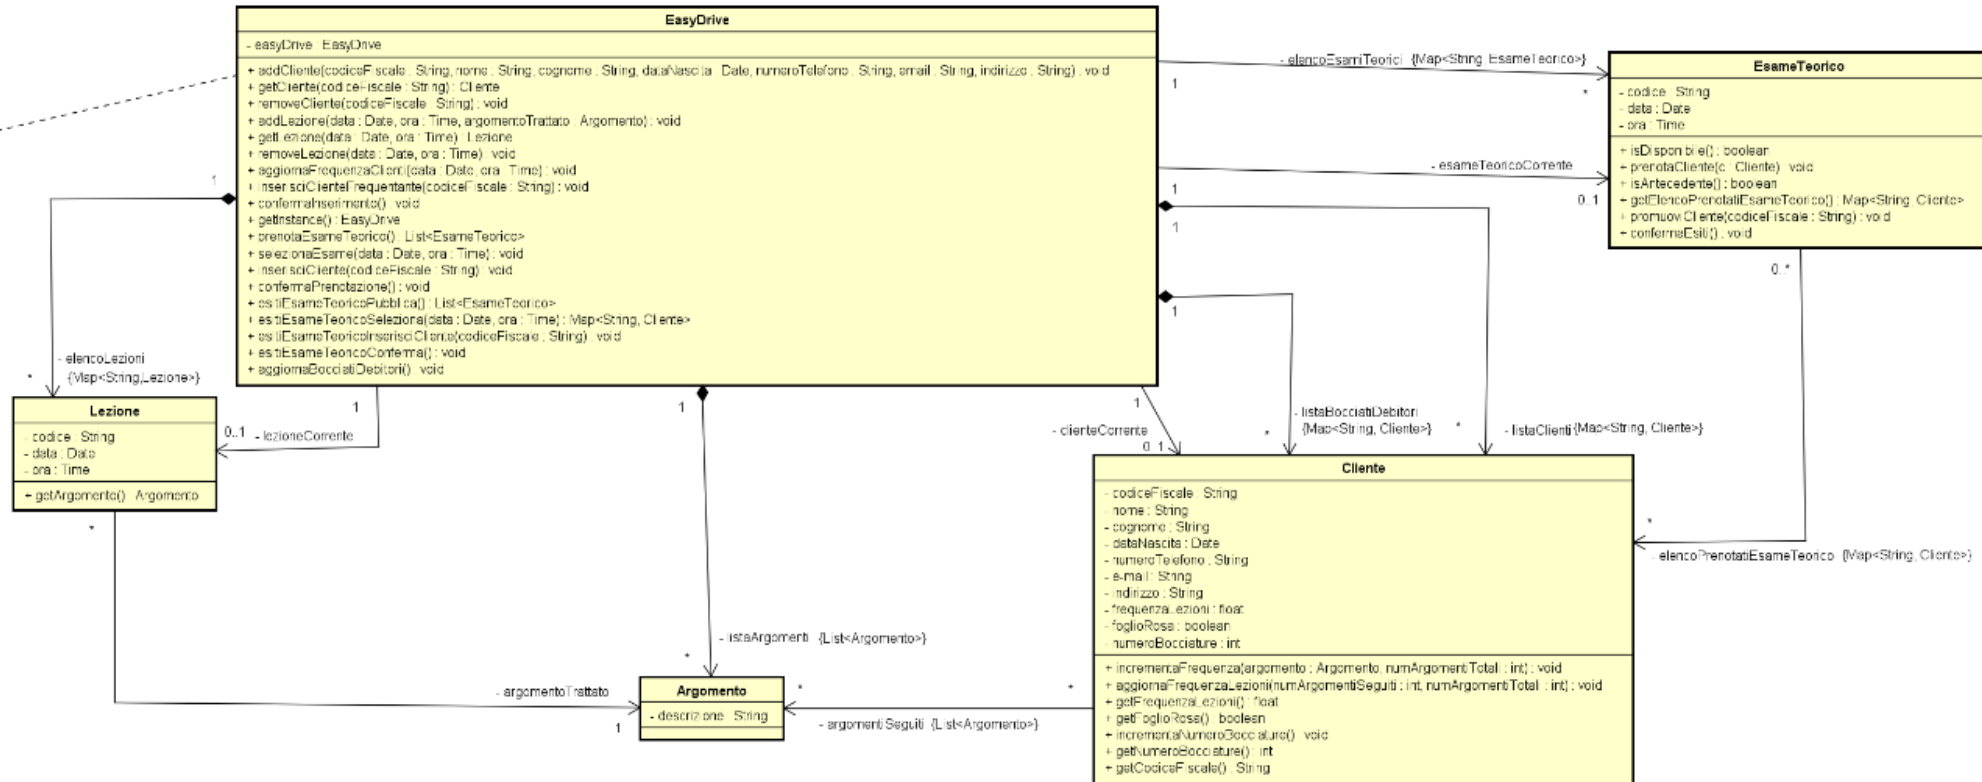 EasyDrive
- easyDrive : EasyDrive
+ addCliente(codiceFiscale : String, nome : String, cognome : String, dataNascita : Date, numeroTelefono : String, email : String, indirizzo : String) : void
+ getCliente(codiceFiscale : String) : Cliente
+ removeCliente(codiceFiscale : String) : void
+ addLezione(data : Date, ora : Time, argomentoTrattato : Argomento) : void
+ getLezione(data : Date, ora : Time) : Lezione
+ removeLezione(data : Date, ora : Time) : void
+ aggiornaFrequenzaClienti(data : Date, ora : Time) : void
+ inserisciClienteFrequentante(codiceFiscale : String) : void
+ confermaInserimento() : void
+ getInstance() : EasyDrive
+ prenotaEsameTeorico() : List<EsameTeorico>
+ selezionaEsame(data : Date, ora : Time) : void
+ inserisciCliente(codiceFiscale : String) : void
+ confermaPrenotazione() : void
+ esitiEsameTeoricoPubblica() : List<EsameTeorico>
+ esitiEsameTeoricoSeleziona(data : Date, ora : Time) : Map<String, Cliente>
+ esitiEsameTeoricoInserisciCliente(codiceFiscale : String) : void
+ esitiEsameTeoricoConferma() : void
+ aggiornaBocciatiDebitori() : void
- elencoEsamiTeorici {Map<String, EsameTeorico>}
1
*
- esameTeoricoCorrente
1
0..1
EsameTeorico
- codice : String
- data : Date
- ora : Time
+ isDisponibile() : boolean
+ prenotaCliente(c : Cliente) : void
+ isAntecedente() : boolean
+ getElencoPrenotatiEsameTeorico() : Map<String, Cliente>
+ promuoviCliente(codiceFiscale : String) : void
+ confermaEsiti() : void
0..*
1
1
1
- elencoLezioni
* {Map<String,Lezione>}
Lezione
- codice : String
- data : Date
- ora : Time
+ getArgomento() : Argomento
*
1
0..1 - lezioneCorrente
1
1
- clienteCorrente
0..1
- listaBocciatiDebitori
* {Map<String, Cliente>}
* - listaClienti {Map<String, Cliente>}
Cliente
- codiceFiscale : String
- nome : String
- cognome : String
- dataNascita : Date
- numeroTelefono : String
- e-mail : String
- indirizzo : String
- frequenzaLezioni : float
- foglioRosa : boolean
- numeroBocciature : int
+ incrementaFrequenza(argomento : Argomento, numArgomentiTotali : int) : void
+ aggiornaFrequenzaLezioni(numArgomentiSeguiti : int, numArgomentiTotali : int) : void
+ getFrequenzaLezioni() : float
+ getFoglioRosa() : boolean
+ incrementaNumeroBocciature() : void
+ getNumeroBocciature() : int
+ getCodiceFiscale() : String
*
- elencoPrenotatiEsameTeorico {Map<String, Cliente>}
- listaArgomenti {List<Argomento>}
*
- argomentoTrattato
1
Argomento
- descrizione : String
*
*
- argomentiSeguiti {List<Argomento>}